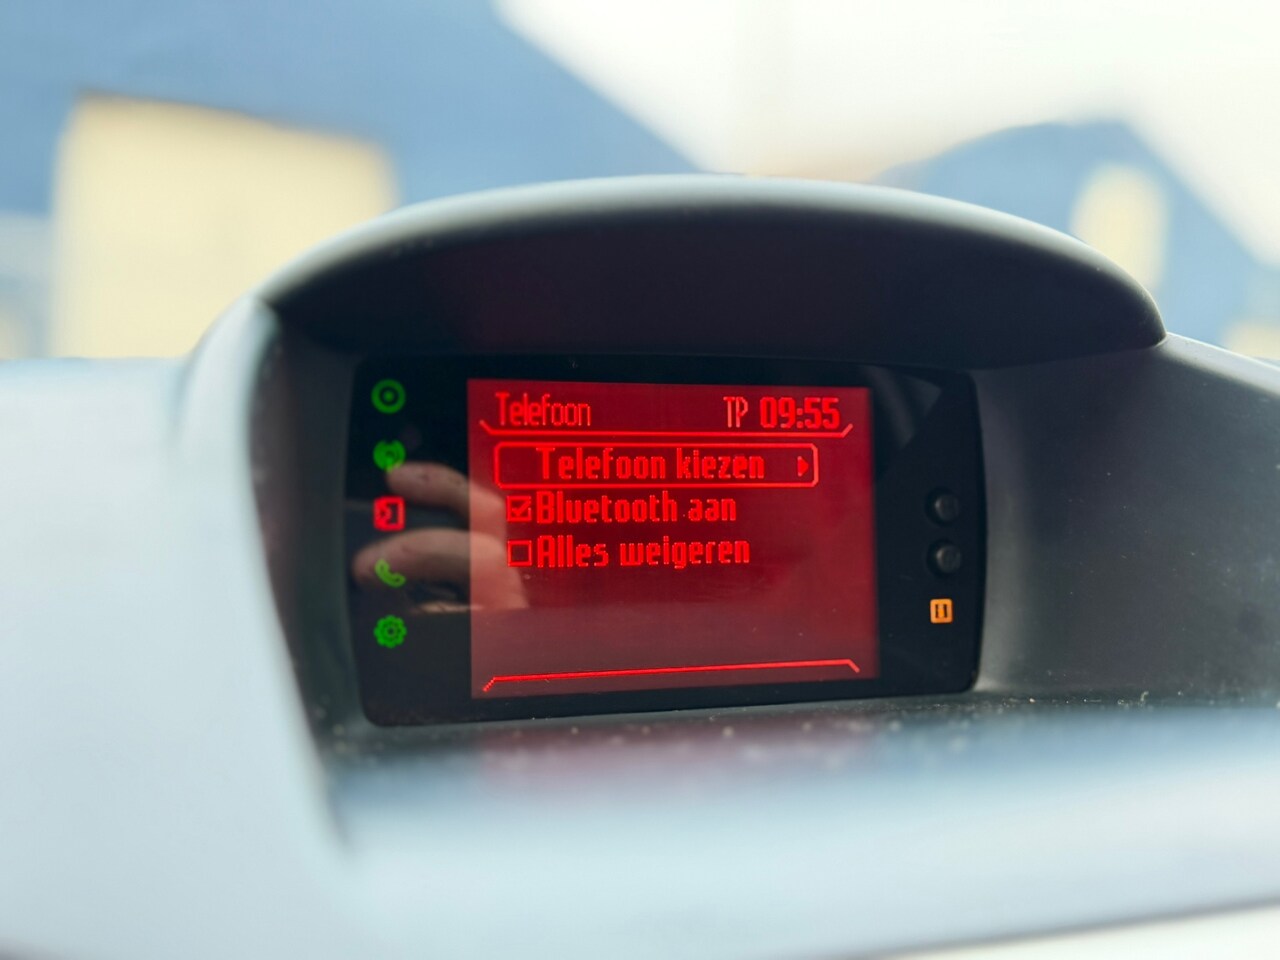 Telefoon TP 09:55
Telefoon kiezen
Bluetooth aan
Alles weigeren